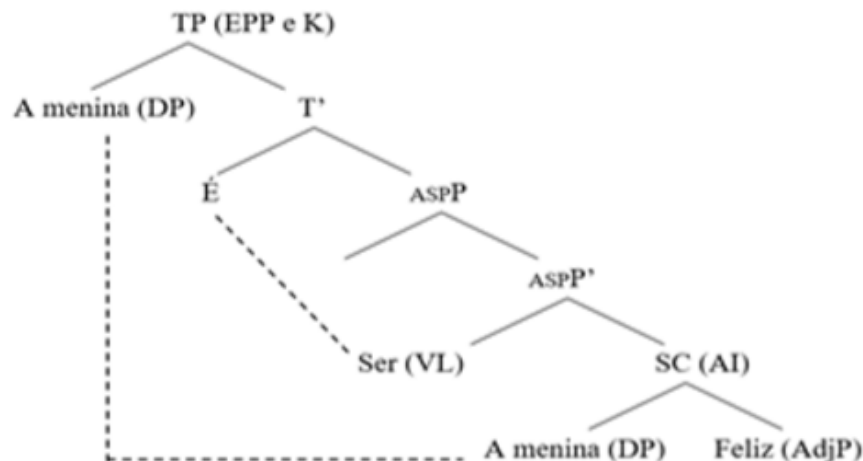 TP (EPP e K)
A menina (DP) T’
É ASPP
ASPP’
Ser (VL) SC (AI)
A menina (DP) Feliz (AdjP)